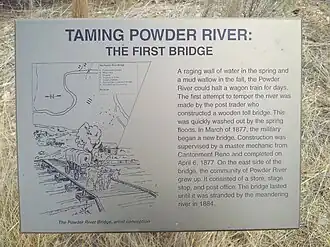 TAMING POWDER RIVER:
THE FIRST BRIDGE
A raging wall of water in the spring and
a mud wallow in the fall, the Powder
River could halt a wagon train for days.
The first attempt to temper the river was
made by the post trader who
constructed a wooden toll bridge. This
was quickly washed out by the spring
floods. In March of 1877, the military
began a new bridge. Construction was
supervised by a master mechanic from
Cantonment Reno and completed on
April 6, 1877. On the east side of the
bridge, the community of Powder River
grew up. It consisted of a store, stage
stop, and post office. The bridge lasted
until it was stranded by the meandering
river in 1884.
The Powder River Bridge, artist conception